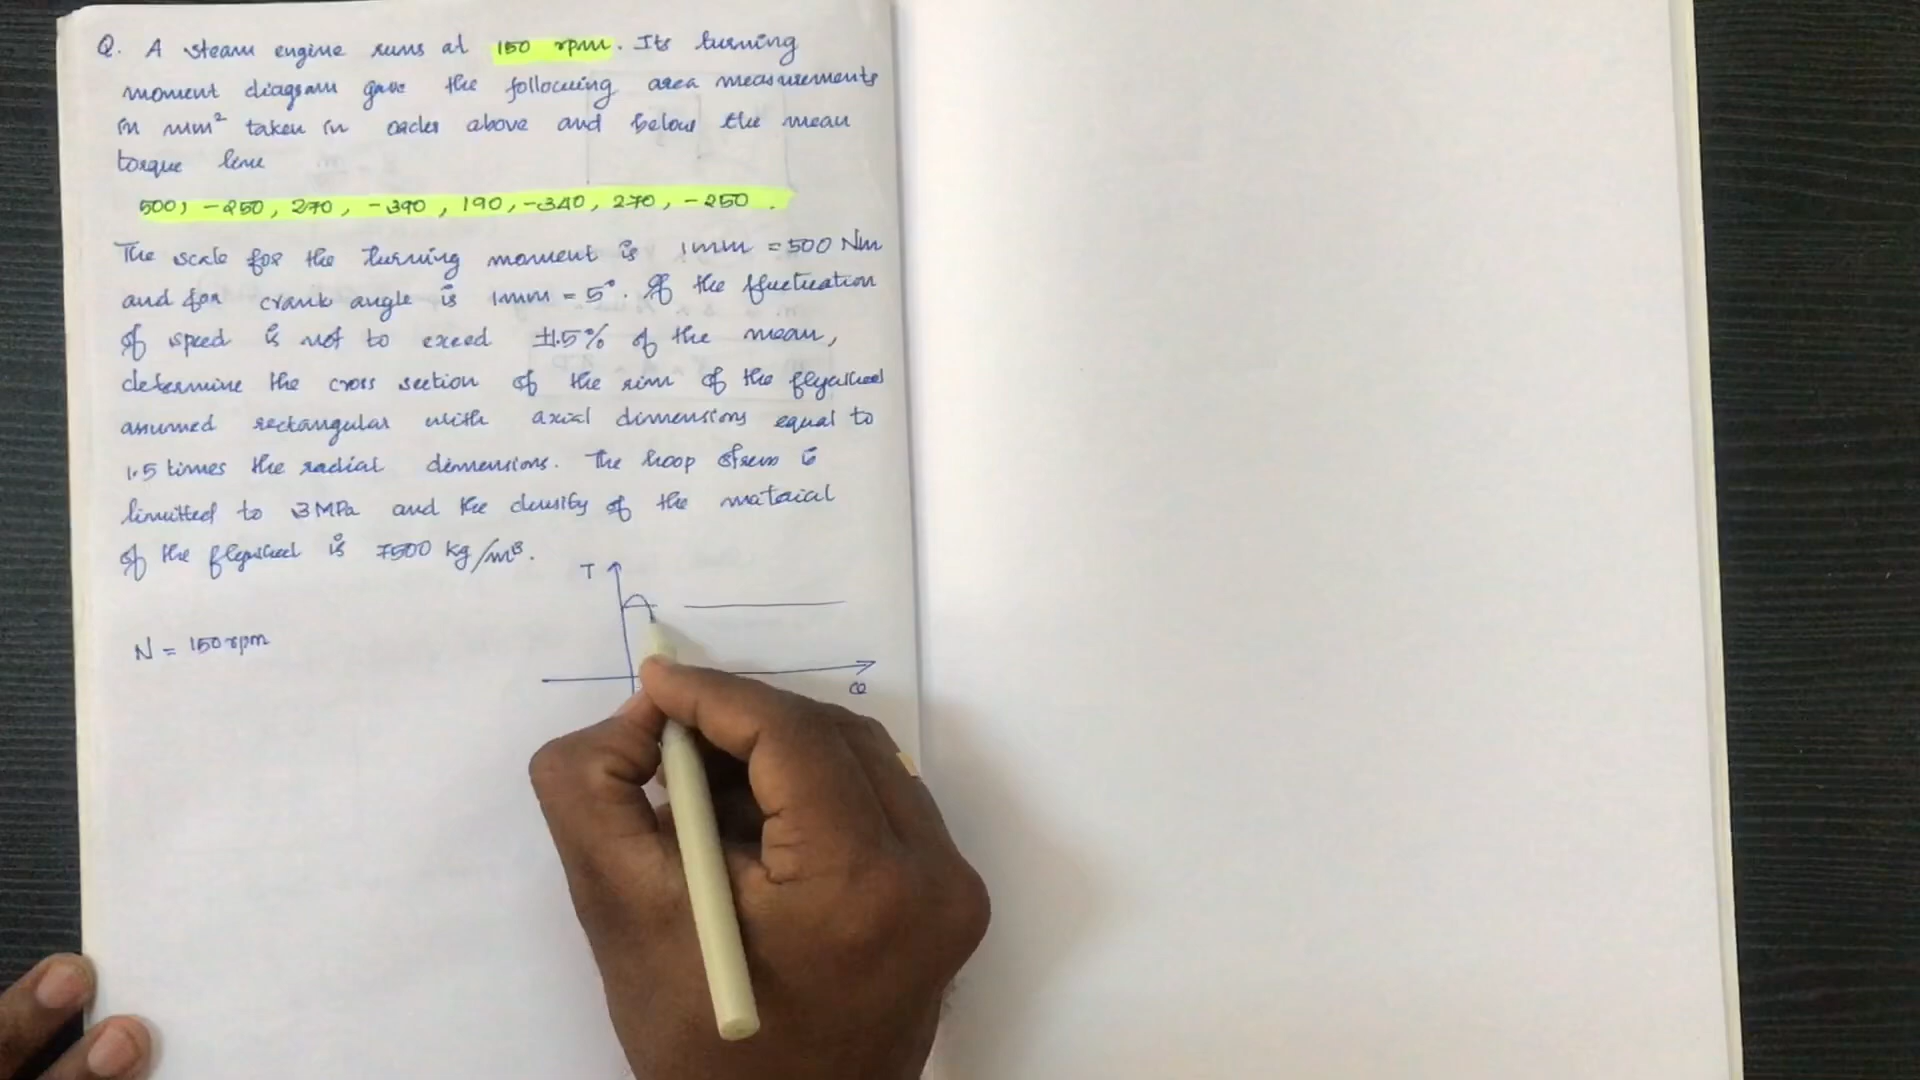 Q. A steam engine runs at 150 rpm. Its turning
moment diagram gave the following area measurements
in mm² taken in order above and below the mean
torque line
500, -250, 270, -390, 190, -340, 270, -250.
The scale for the turning moment is 1mm = 500 Nm
and for crank angle is 1mm = 5°. If the fluctuation
of speed is not to exceed ±1.5% of the mean,
determine the cross section of the rim of the flywheel
assumed rectangular with axial dimensions equal to
1.5 times the radial dimensions. The hoop stress is
limitted to 3MPa and the density of the material
of the flywheel is 7500 kg/m³.
T
N = 150 rpm